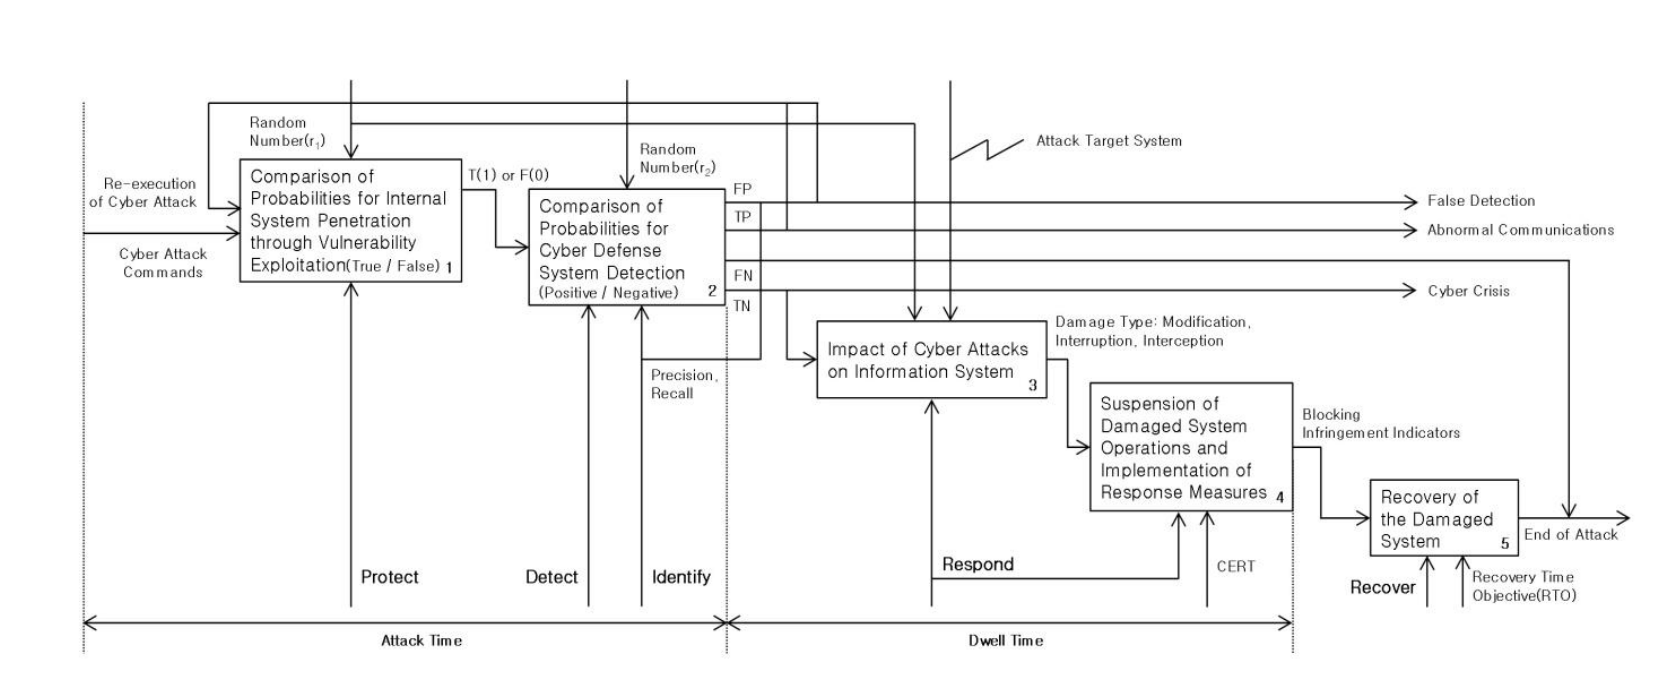 Random
Number(r₁)
Random
Number(r₂)
Attack Target System
Re-execution
of Cyber Attack
Cyber Attack
Commands
Comparison of
Probabilities for Internal
System Penetration
through Vulnerability
Exploitation(True / False) 1
T(1) or F(0)
Comparison of
Probabilities for
Cyber Defense
System Detection
(Positive / Negative) 2
FP
TP
FN
TN
False Detection
Abnormal Communications
Cyber Crisis
Precision,
Recall
Impact of Cyber Attacks
on Information System
3
Damage Type: Modification,
Interruption, Interception
Suspension of
Damaged System
Operations and
Implementation of
Response Measures 4
Blocking
Infringement Indicators
Recovery of
the Damaged
System 5
End of Attack
Protect
Detect
Identify
Respond
CERT
Recover
Recovery Time
Objective(RTO)
Attack Time
Dwell Time